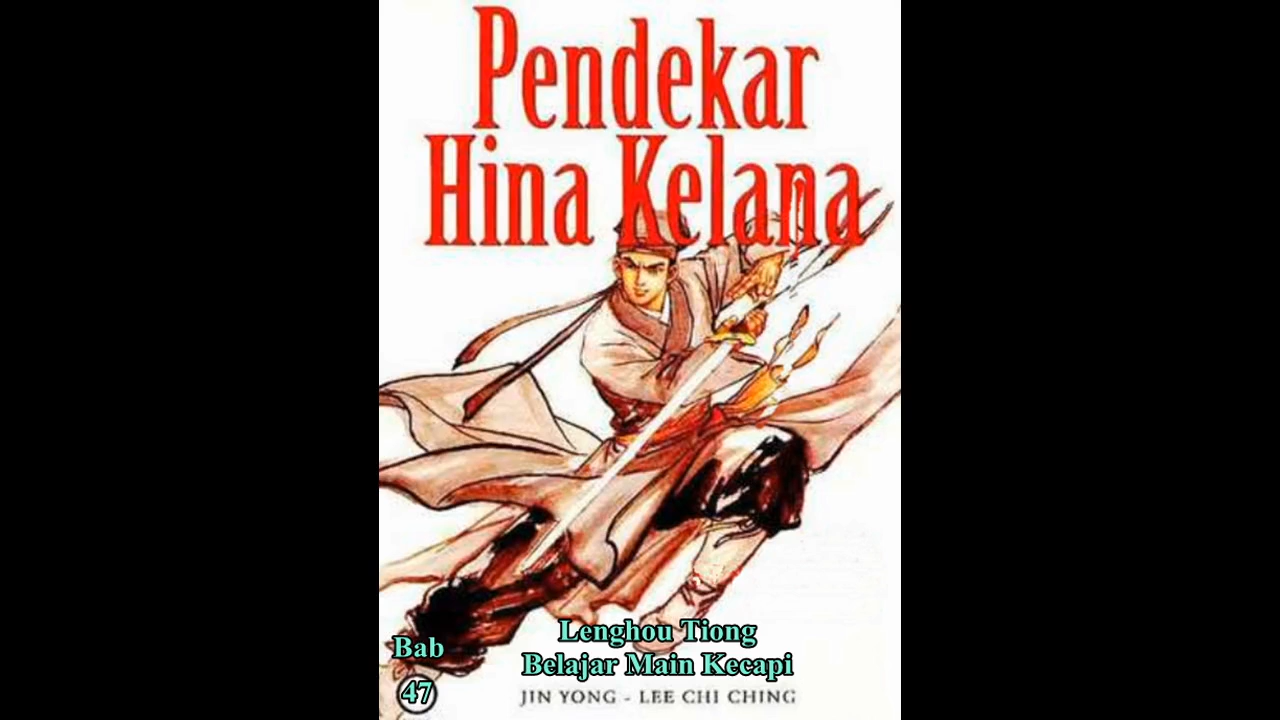 Pendekar
Hina Kelana
Lenghou Tiong
Belajar Main Kecapi
Bab
47
JIN YONG - LEE CHI CHING